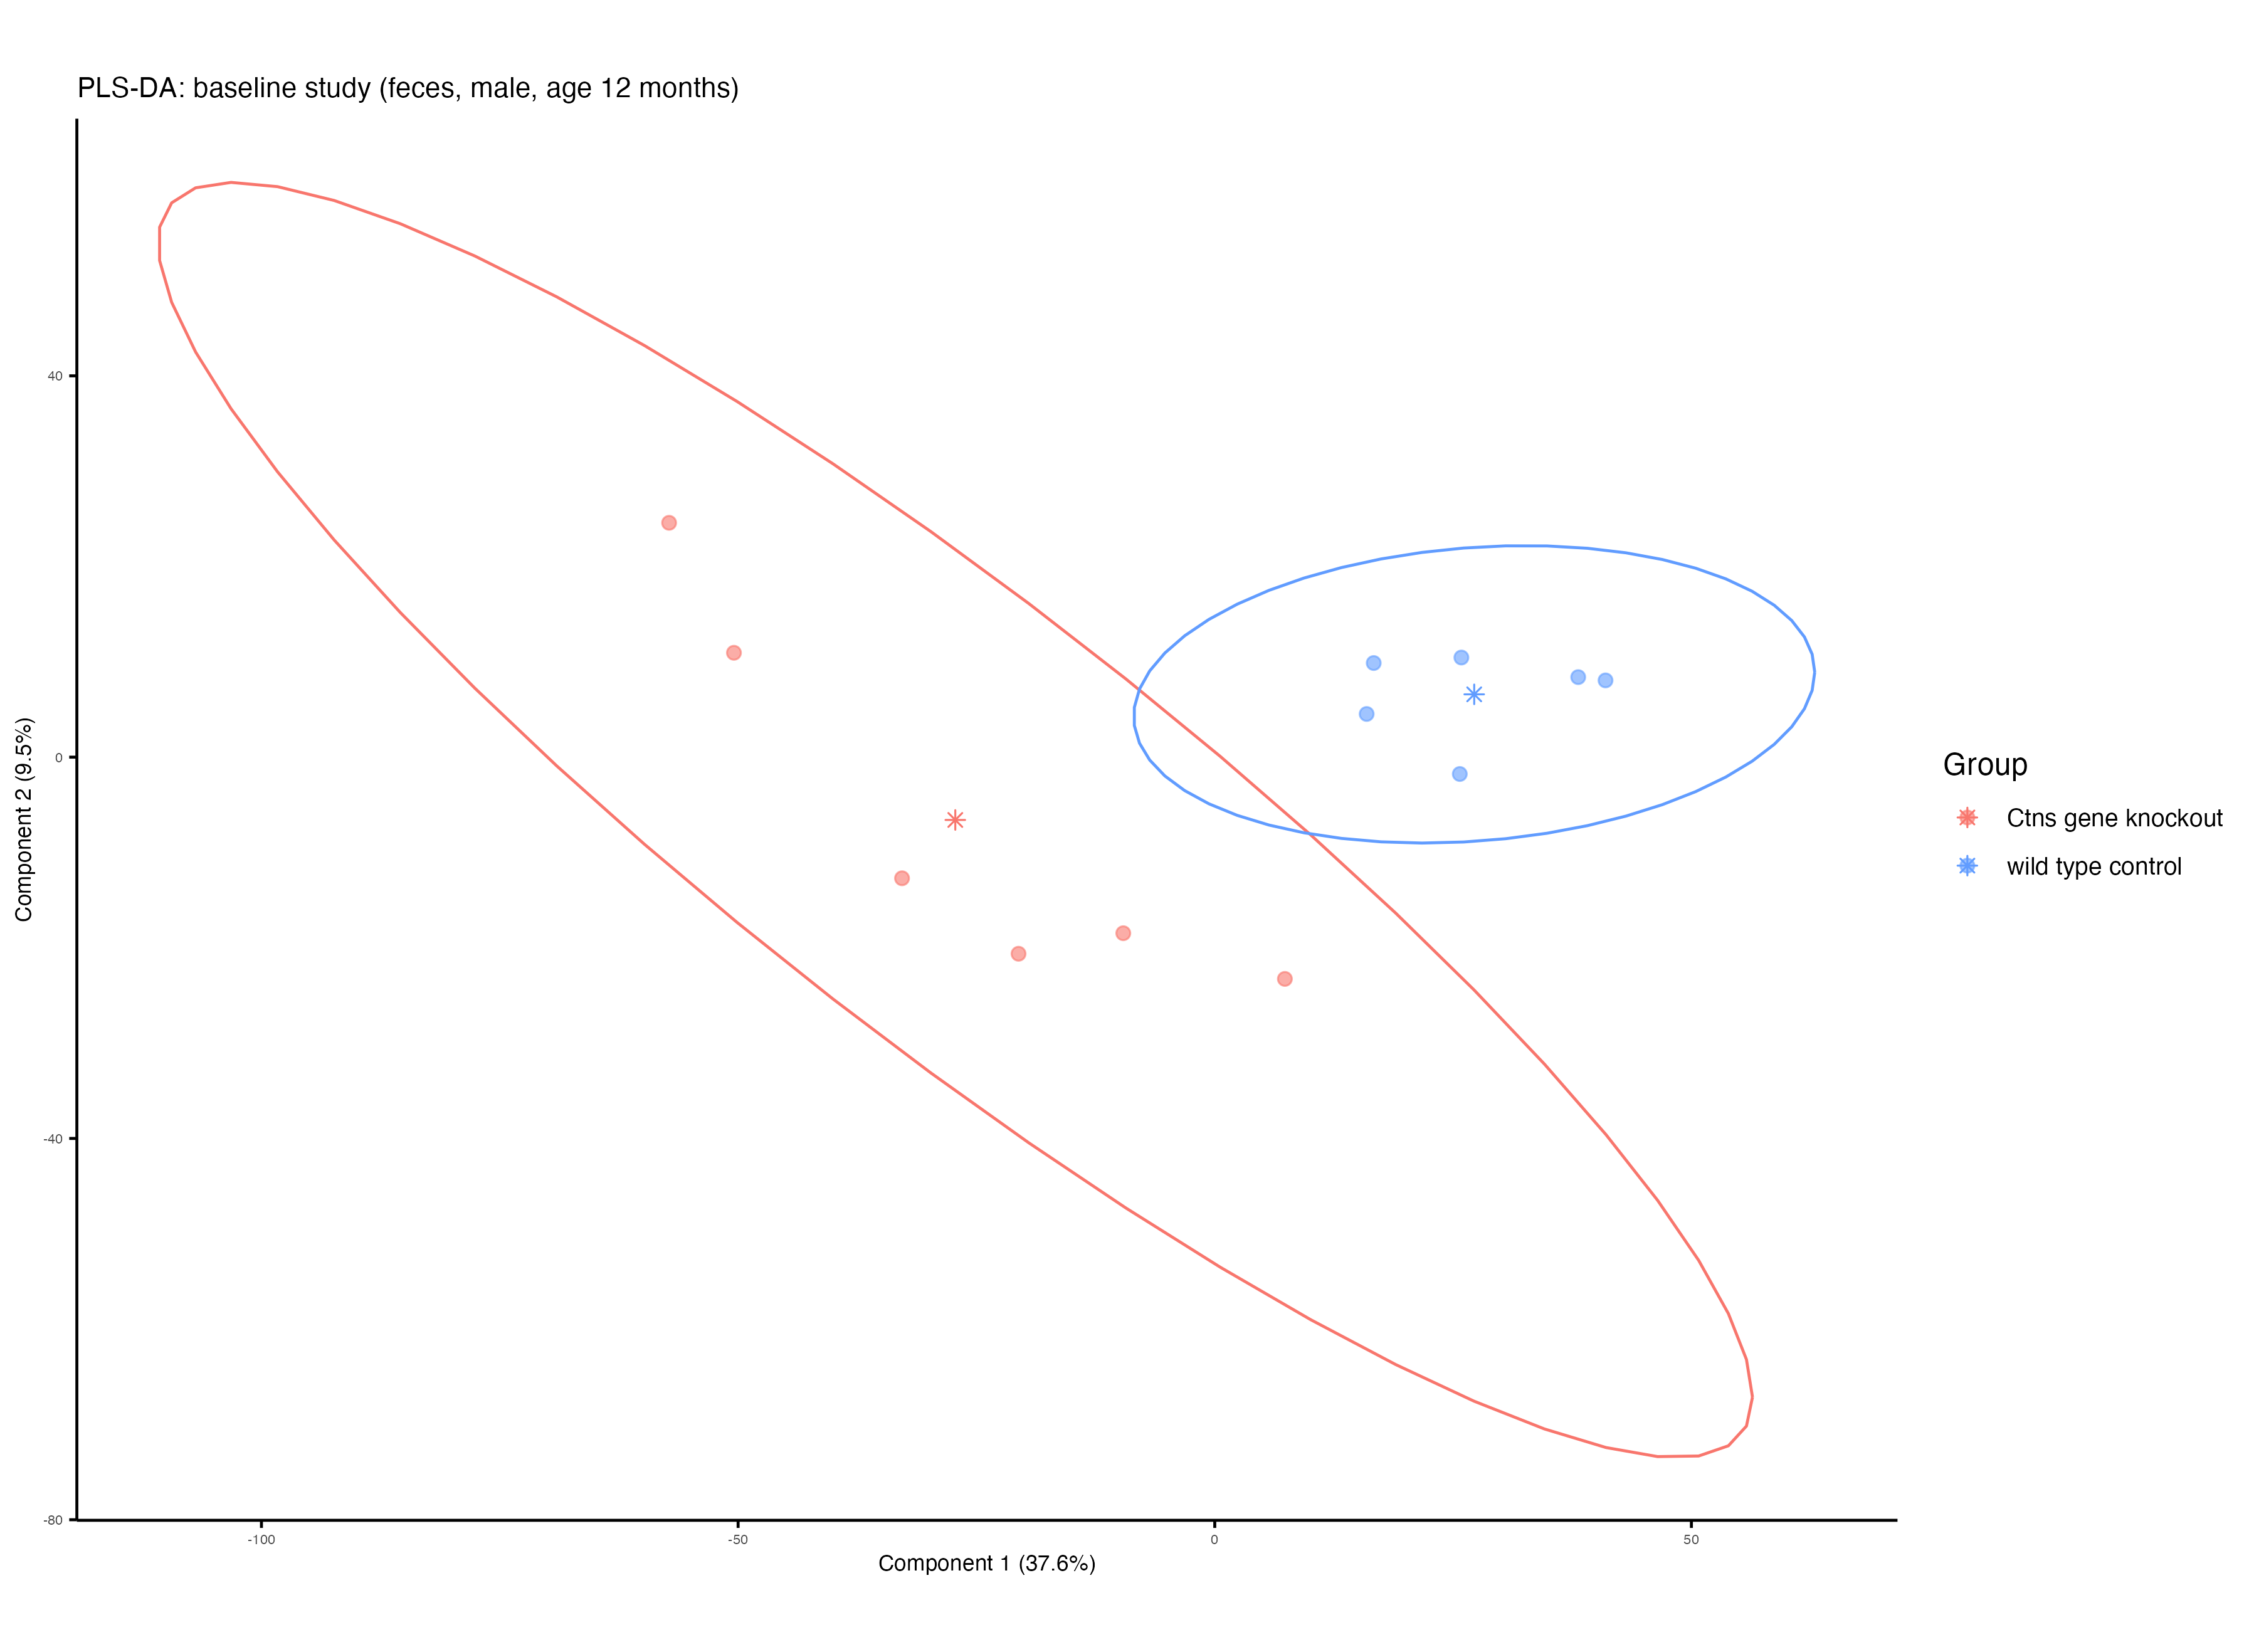 PLS-DA: baseline study (feces, male, age 12 months)
40
0
-40
-80
Component 2 (9.5%)
-100
-50
0
50
Component 1 (37.6%)
Group
Ctns gene knockout
wild type control